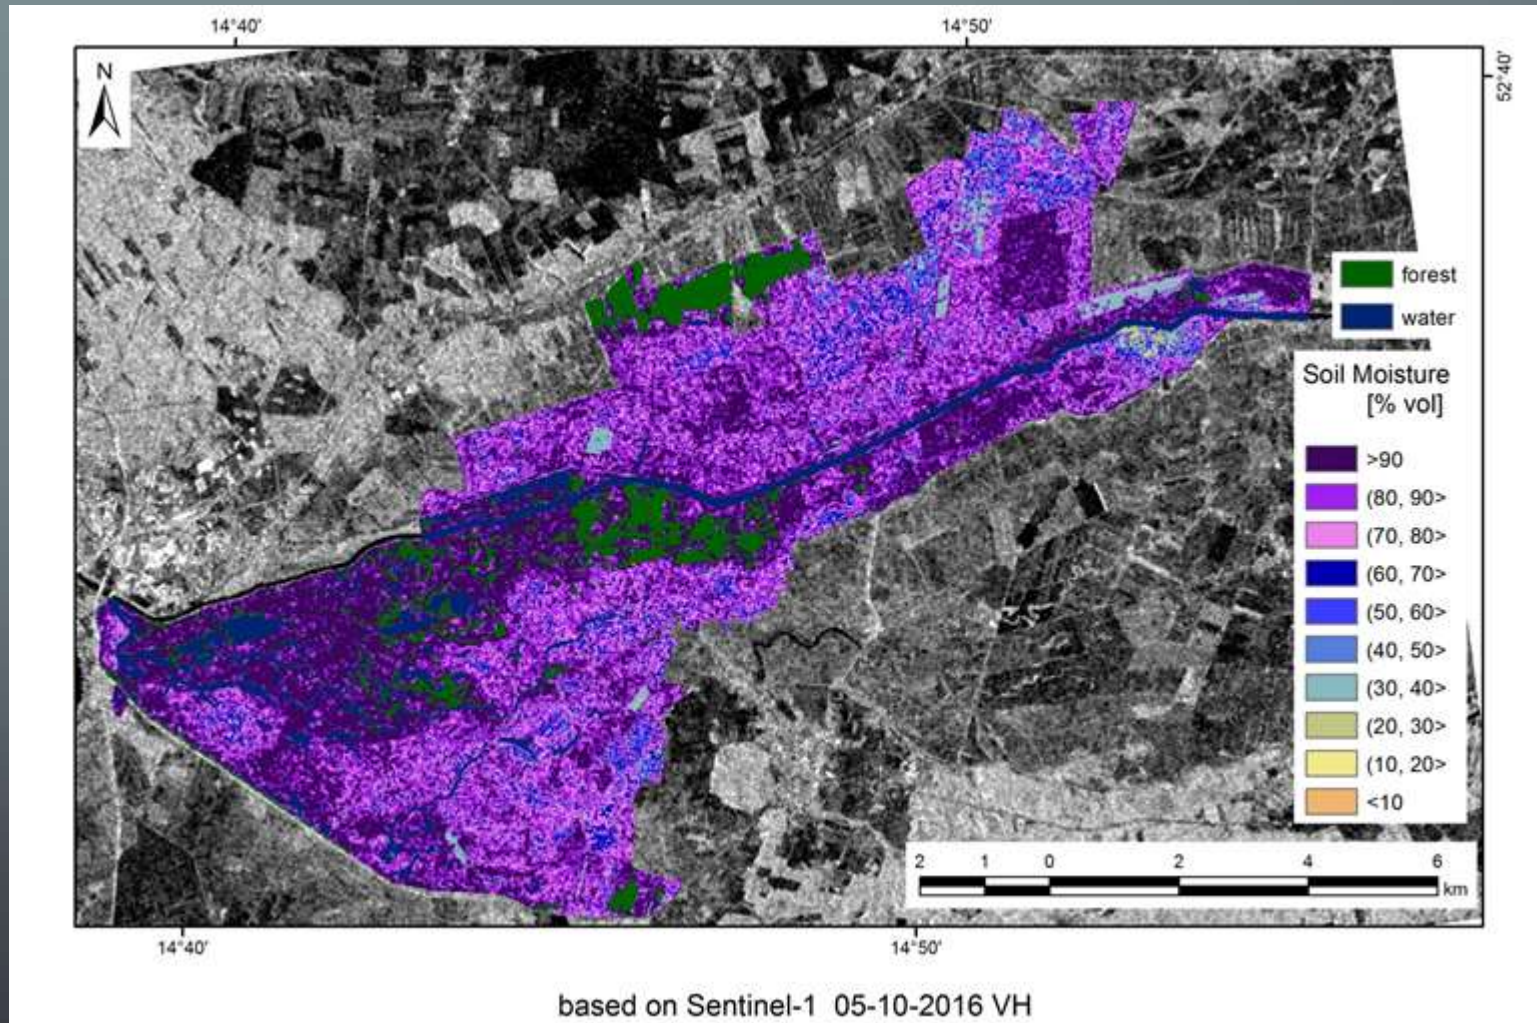 14°40'
14°50'
52°40'
N
forest
water
Soil Moisture
[% vol]
>90
(80, 90>
(70, 80>
(60, 70>
(50, 60>
(40, 50>
(30, 40>
(20, 30>
(10, 20>
<10
2 1 0 2 4 6
km
14°40'
14°50'
based on Sentinel-1 05-10-2016 VH